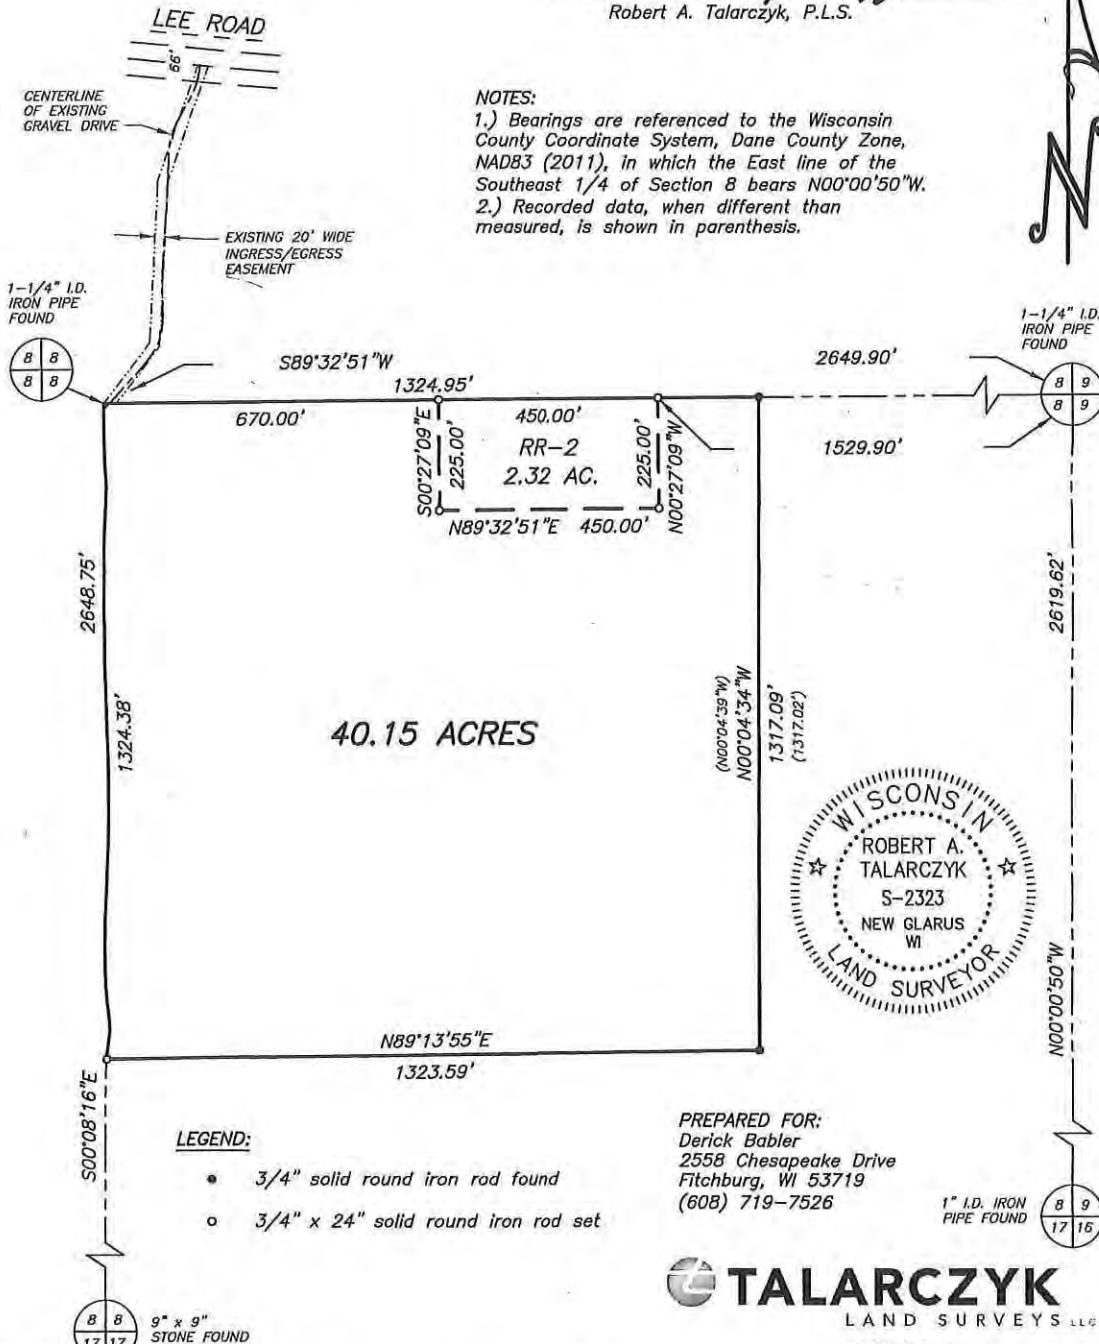 Robert A. Talarczyk, P.L.S.
LEE ROAD
66'
CENTERLINE
OF EXISTING
GRAVEL DRIVE
NOTES:
1.) Bearings are referenced to the Wisconsin
County Coordinate System, Dane County Zone,
NAD83 (2011), in which the East line of the
Southeast 1/4 of Section 8 bears N00°00'50"W.
2.) Recorded data, when different than
measured, is shown in parenthesis.
N
EXISTING 20' WIDE
INGRESS/EGRESS
EASEMENT
1-1/4" I.D.
IRON PIPE
FOUND
8 8
8 8
1-1/4" I.D.
IRON PIPE
FOUND
8 9
8 9
S89°32'51"W
1324.95'
2649.90'
670.00'
450.00'
1529.90'
S00°27'09"E
225.00'
RR-2
2.32 AC.
225.00'
N00°27'09"W
N89°32'51"E 450.00'
2648.75'
1324.38'
40.15 ACRES
(N00°04'39"W)
N00°04'34"W
1317.09'
(1317.02')
2619.62'
N00°00'50"W
WISCONSIN
ROBERT A.
TALARCZYK
S-2323
NEW GLARUS
WI
LAND SURVEYOR
N89°13'55"E
1323.59'
S00°08'16"E
LEGEND:
3/4" solid round iron rod found
3/4" x 24" solid round iron rod set
PREPARED FOR:
Derick Babler
2558 Chesapeake Drive
Fitchburg, WI 53719
(608) 719-7526
1" I.D. IRON
PIPE FOUND
8 9
17 16
8 8
17 17
9" x 9"
STONE FOUND
TALARCZYK
LAND SURVEYS LLC